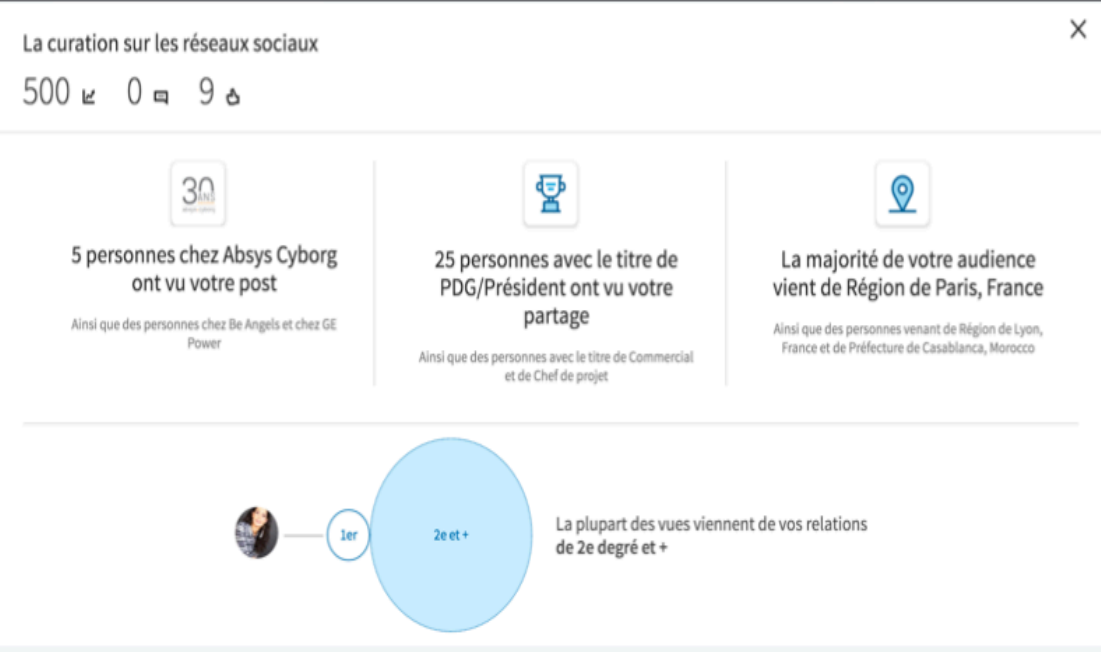 La curation sur les réseaux sociaux
500 0 9
30
ANS
5 personnes chez Absys Cyborg
ont vu votre post
Ainsi que des personnes chez Be Angels et chez GE
Power
25 personnes avec le titre de
PDG/Président ont vu votre
partage
Ainsi que des personnes avec le titre de Commercial
et de Chef de projet
La majorité de votre audience
vient de Région de Paris, France
Ainsi que des personnes venant de Région de Lyon,
France et de Préfecture de Casablanca, Morocco
1er
2e et +
La plupart des vues viennent de vos relations
de 2e degré et +